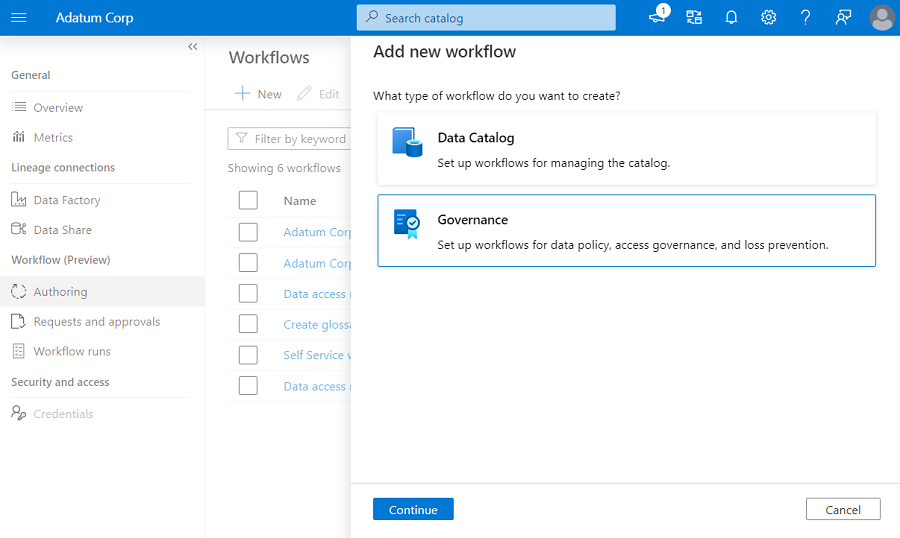 Adatum Corp
Search catalog
1
General
Overview
Metrics
Lineage connections
Data Factory
Data Share
Workflow (Preview)
Authoring
Requests and approvals
Workflow runs
Security and access
Credentials
Workflows
New
Edit
Filter by keyword
Showing 6 workflows
Name
Adatum Corp
Adatum Corp
Data access
Create gloss
Self Service
Data access
Add new workflow
What type of workflow do you want to create?
Data Catalog
Set up workflows for managing the catalog.
Governance
Set up workflows for data policy, access governance, and loss prevention.
Continue
Cancel